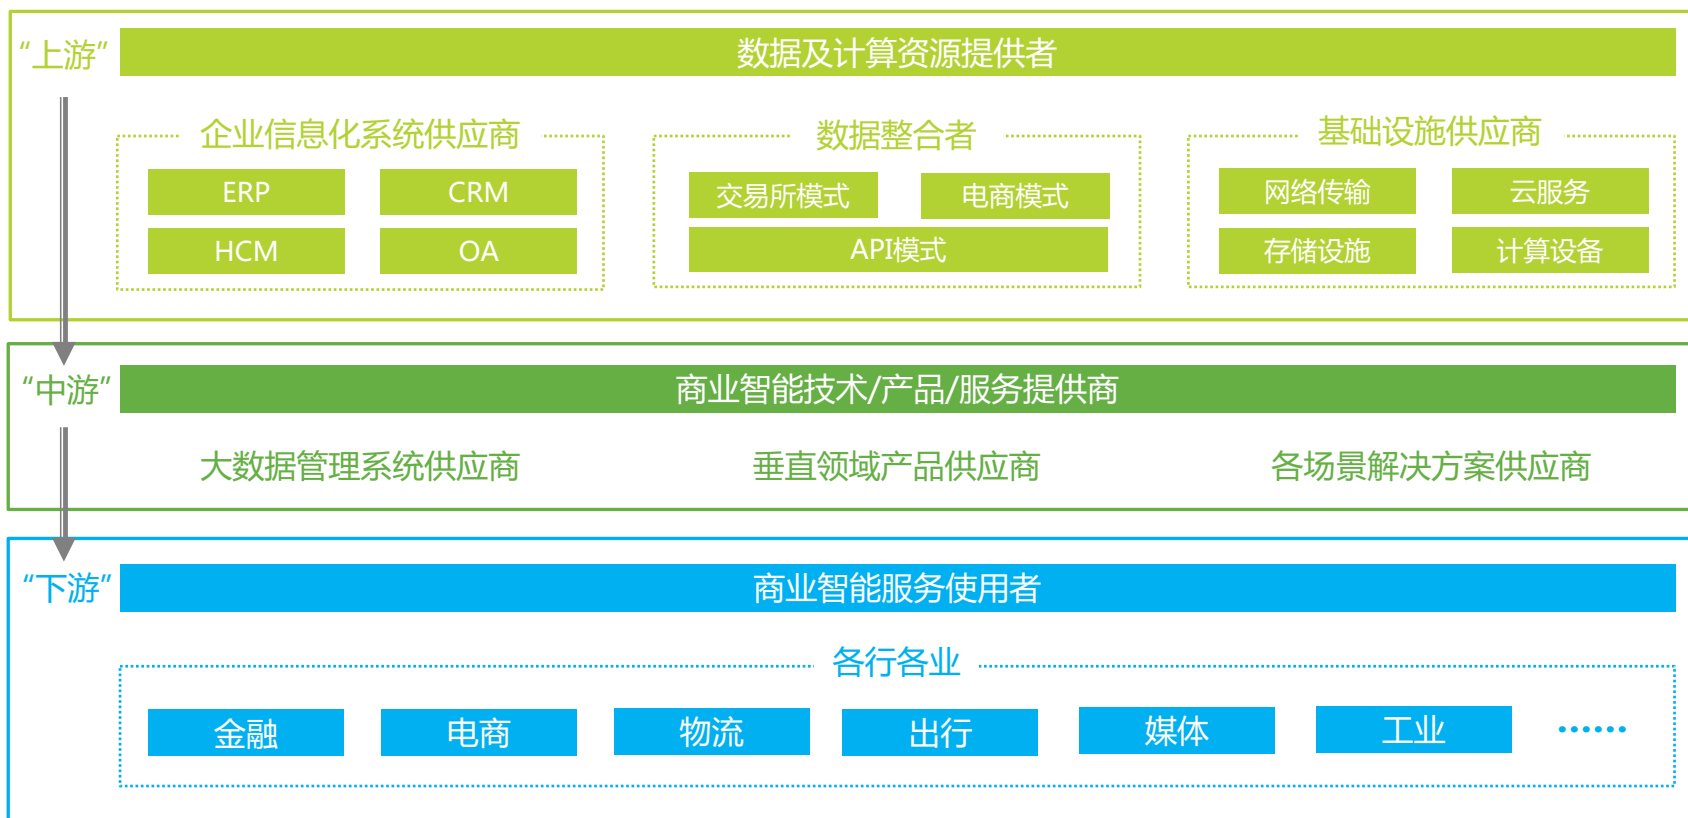 “上游”
数据及计算资源提供者
企业信息化系统供应商
ERP
CRM
HCM
OA
数据整合者
交易所模式
电商模式
API模式
基础设施供应商
网络传输
云服务
存储设施
计算设备
“中游”
商业智能技术/产品/服务提供商
大数据管理系统供应商
垂直领域产品供应商
各场景解决方案供应商
“下游”
商业智能服务使用者
各行各业
金融
电商
物流
出行
媒体
工业
……